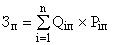 Зп = ∑ⁿᵢ₌₁ Qiп × Piп